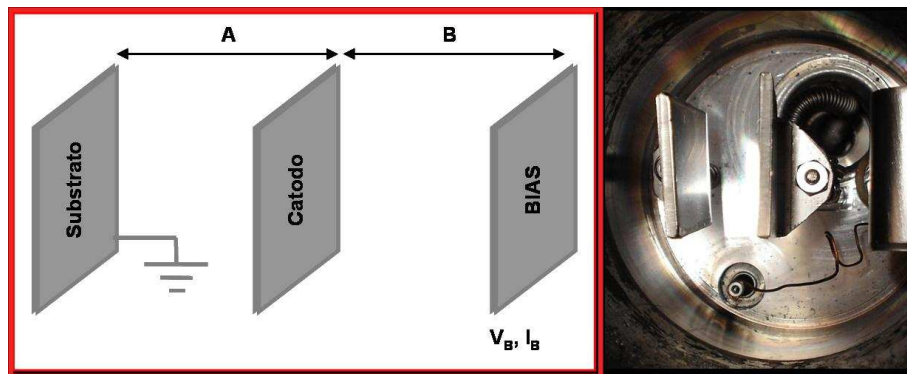 A
B
Substrato
Catodo
BIAS
V_B, I_B